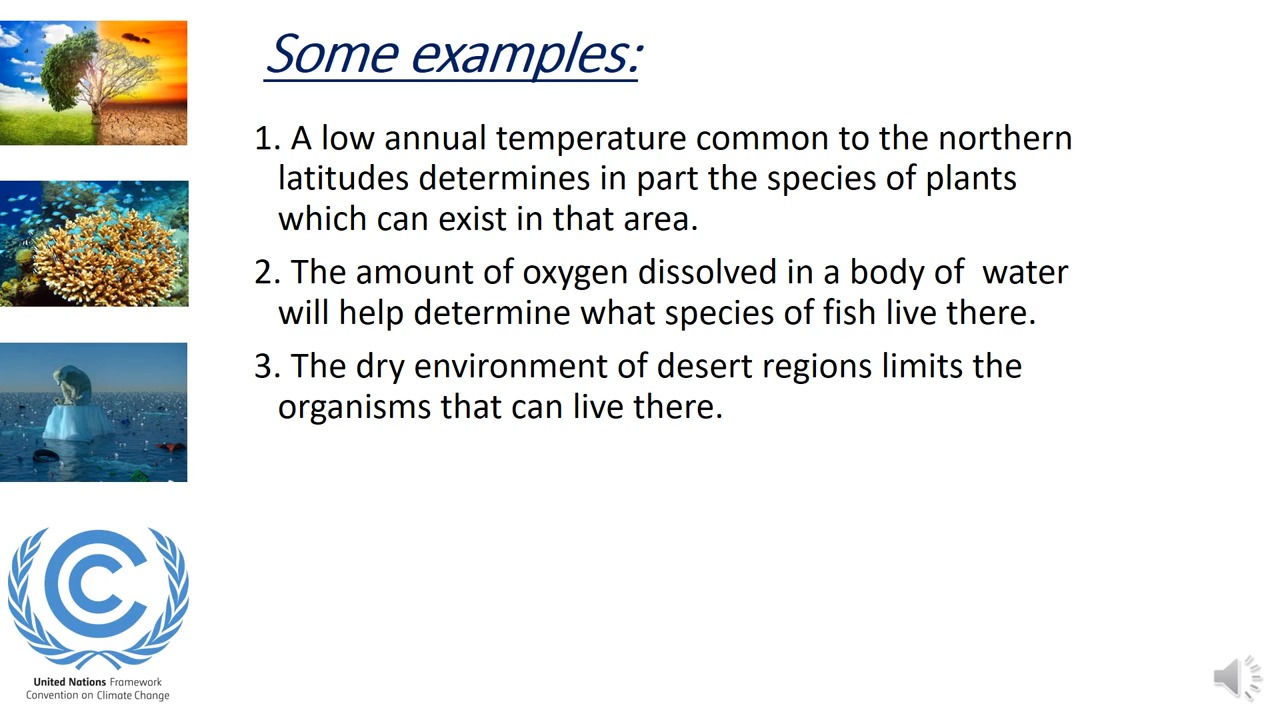 Some examples:
1. A low annual temperature common to the northern
latitudes determines in part the species of plants
which can exist in that area.
2. The amount of oxygen dissolved in a body of  water
will help determine what species of fish live there.
3. The dry environment of desert regions limits the
organisms that can live there.
United Nations Framework
Convention on Climate Change